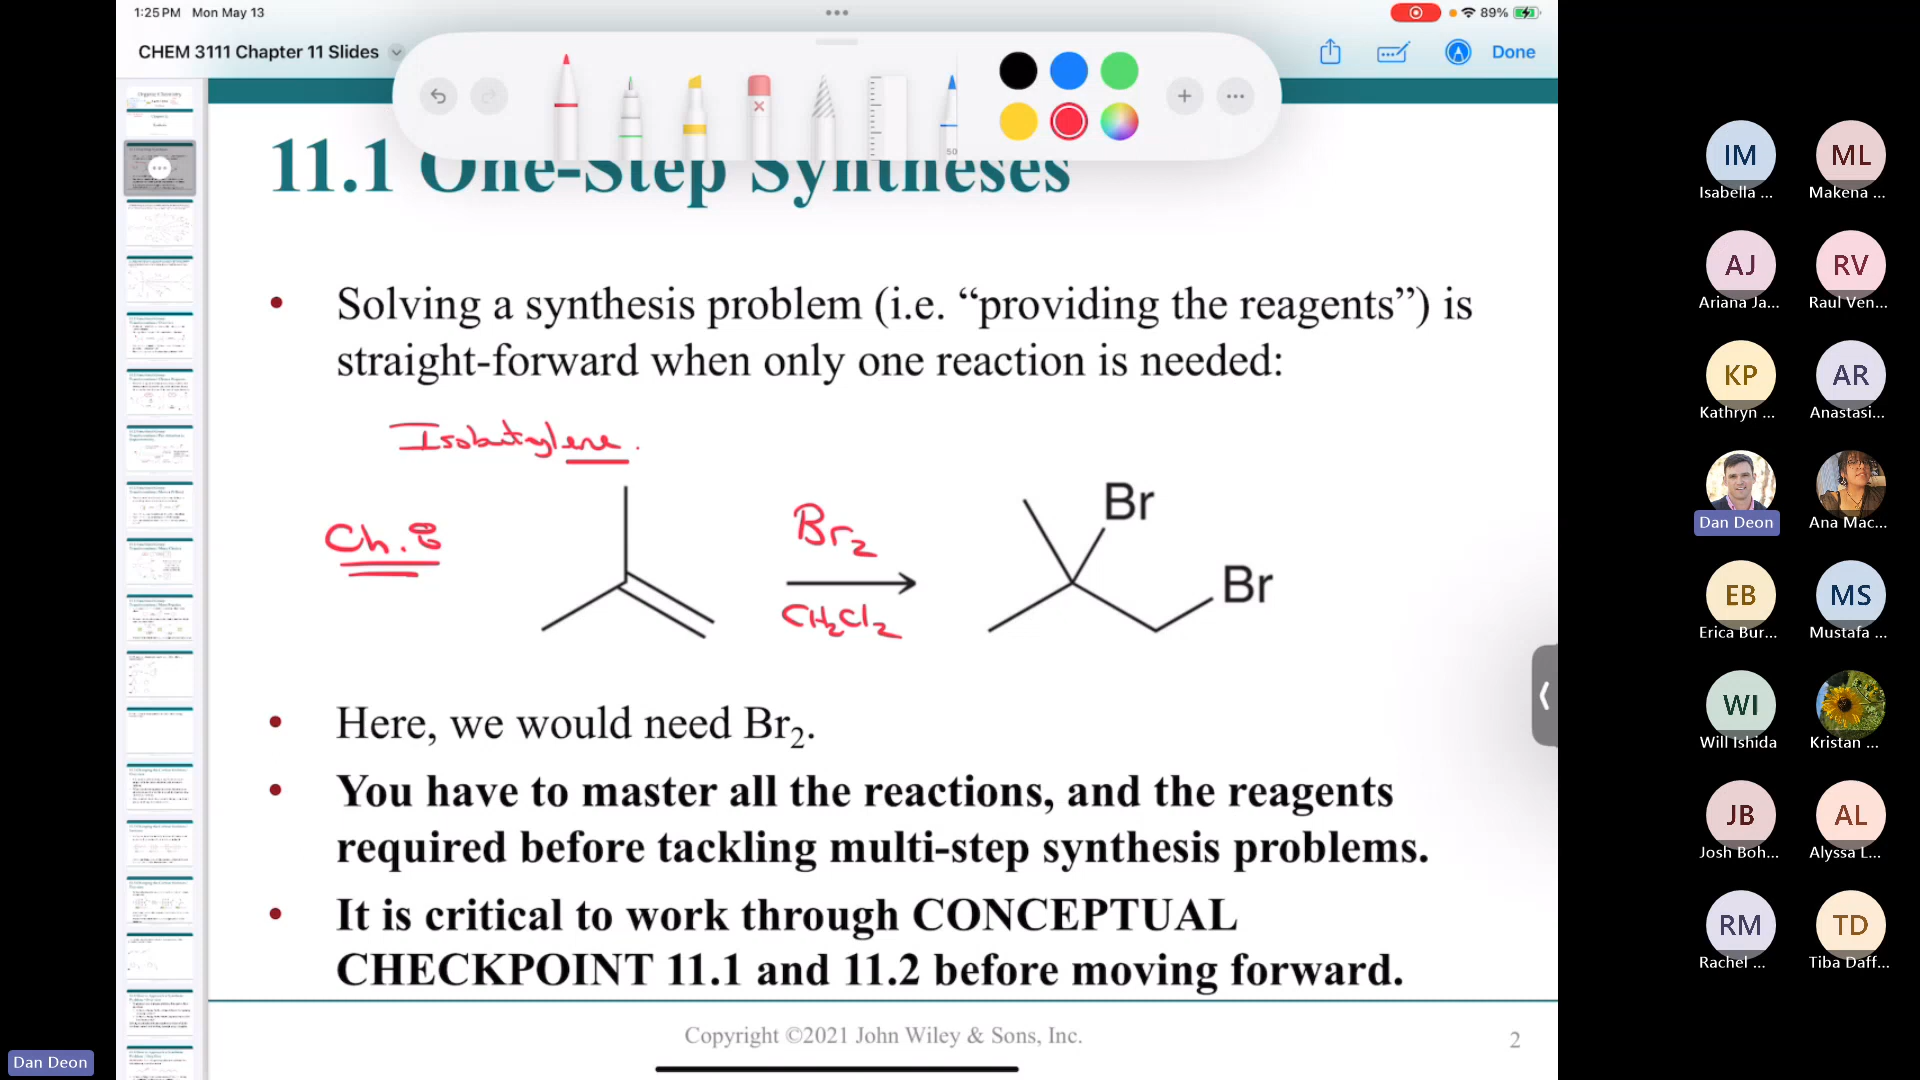 1:25 PM Mon May 13
89%
CHEM 3111 Chapter 11 Slides
Done
50
11.1 One-Step Syntheses
• Solving a synthesis problem (i.e. “providing the reagents”) is
straight-forward when only one reaction is needed:
Isobutylene.
Ch. 8
Br₂
CH₂Cl₂
Br
Br
• Here, we would need Br₂.
• You have to master all the reactions, and the reagents
required before tackling multi-step synthesis problems.
• It is critical to work through CONCEPTUAL
CHECKPOINT 11.1 and 11.2 before moving forward.
Copyright ©2021 John Wiley & Sons, Inc.
2
IM ML
Isabella ... Makena ...
AJ RV
Ariana Ja... Raul Ven...
KP AR
Kathryn ... Anastasi...
Dan Deon Ana Mac...
EB MS
Erica Bur... Mustafa ...
WI
Will Ishida Kristan ...
JB AL
Josh Boh... Alyssa L...
RM TD
Rachel ... Tiba Daff...
Dan Deon